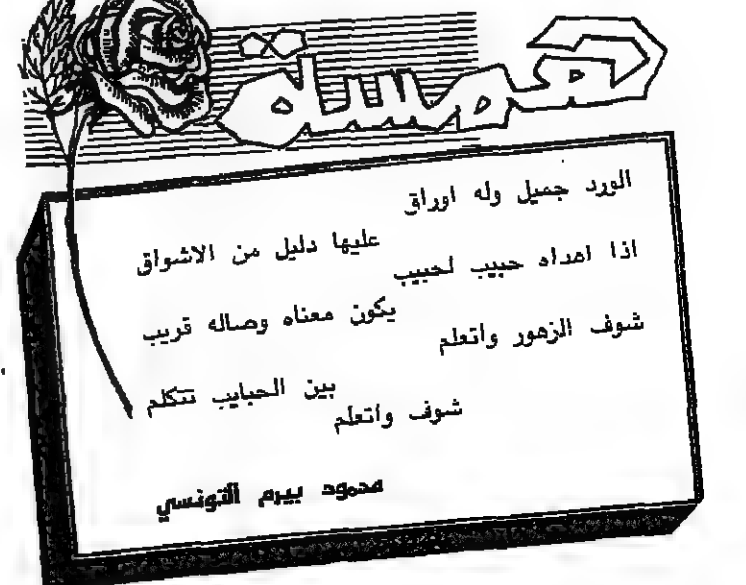 همسة
الورد جميل وله اوراق
عليها دليل من الاشواق
اذا اهداه حبيب لحبيب
يكون معناه وصاله قريب
شوف الزهور واتعلم
بين الحبايب تتكلم
شوف واتعلم
محمود بيرم التونسي